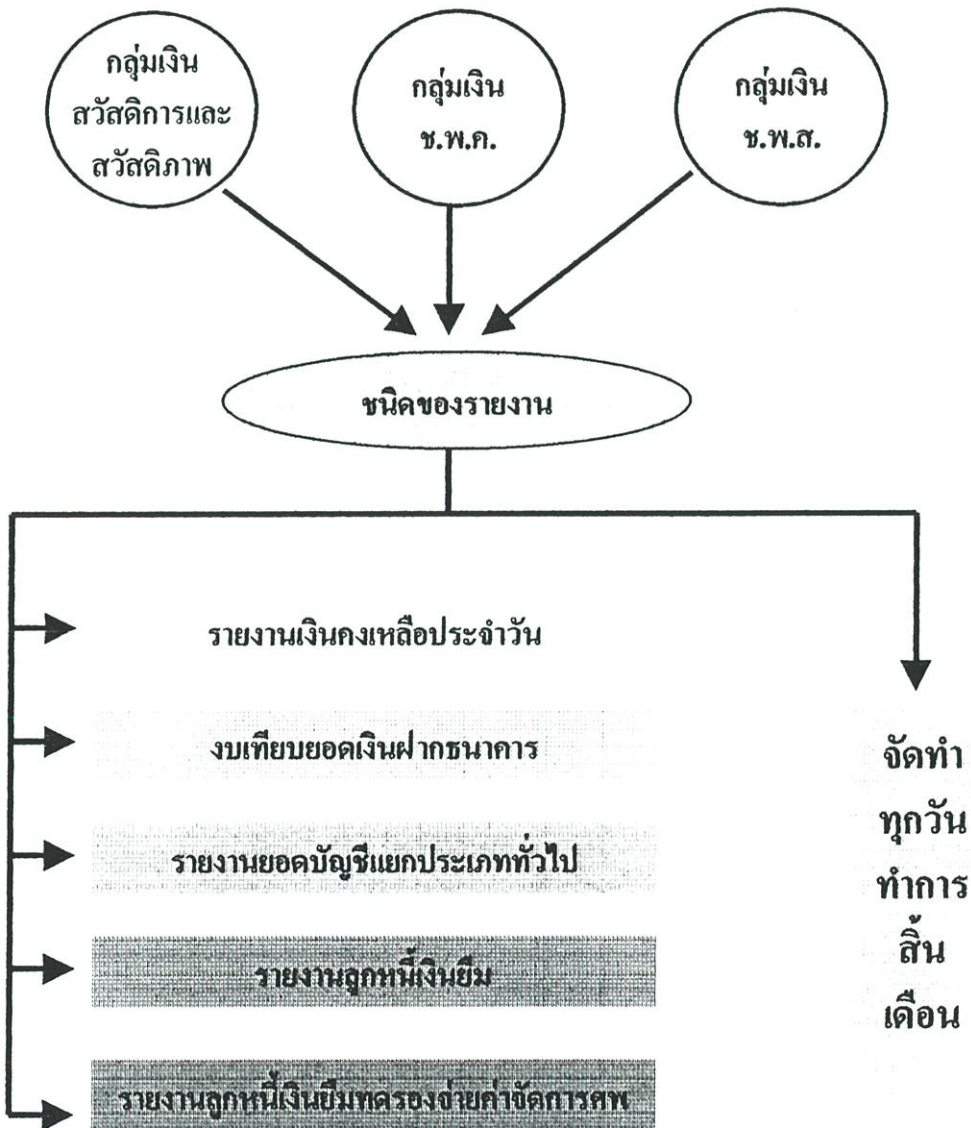 กลุ่มเงิน
สวัสดิการและ
สวัสดิภาพ
กลุ่มเงิน
ช.พ.ค.
กลุ่มเงิน
ช.พ.ส.
ชนิดของรายงาน
รายงานเงินคงเหลือประจำวัน
งบเทียบยอดเงินฝากธนาคาร
รายงานยอดบัญชีแยกประเภททั่วไป
รายงานลูกหนี้เงินยืม
รายงานลูกหนี้เงินยืมทดรองจ่ายค่าจัดการศพ
จัดทำ
ทุกวัน
ทำการ
สิ้น
เดือน